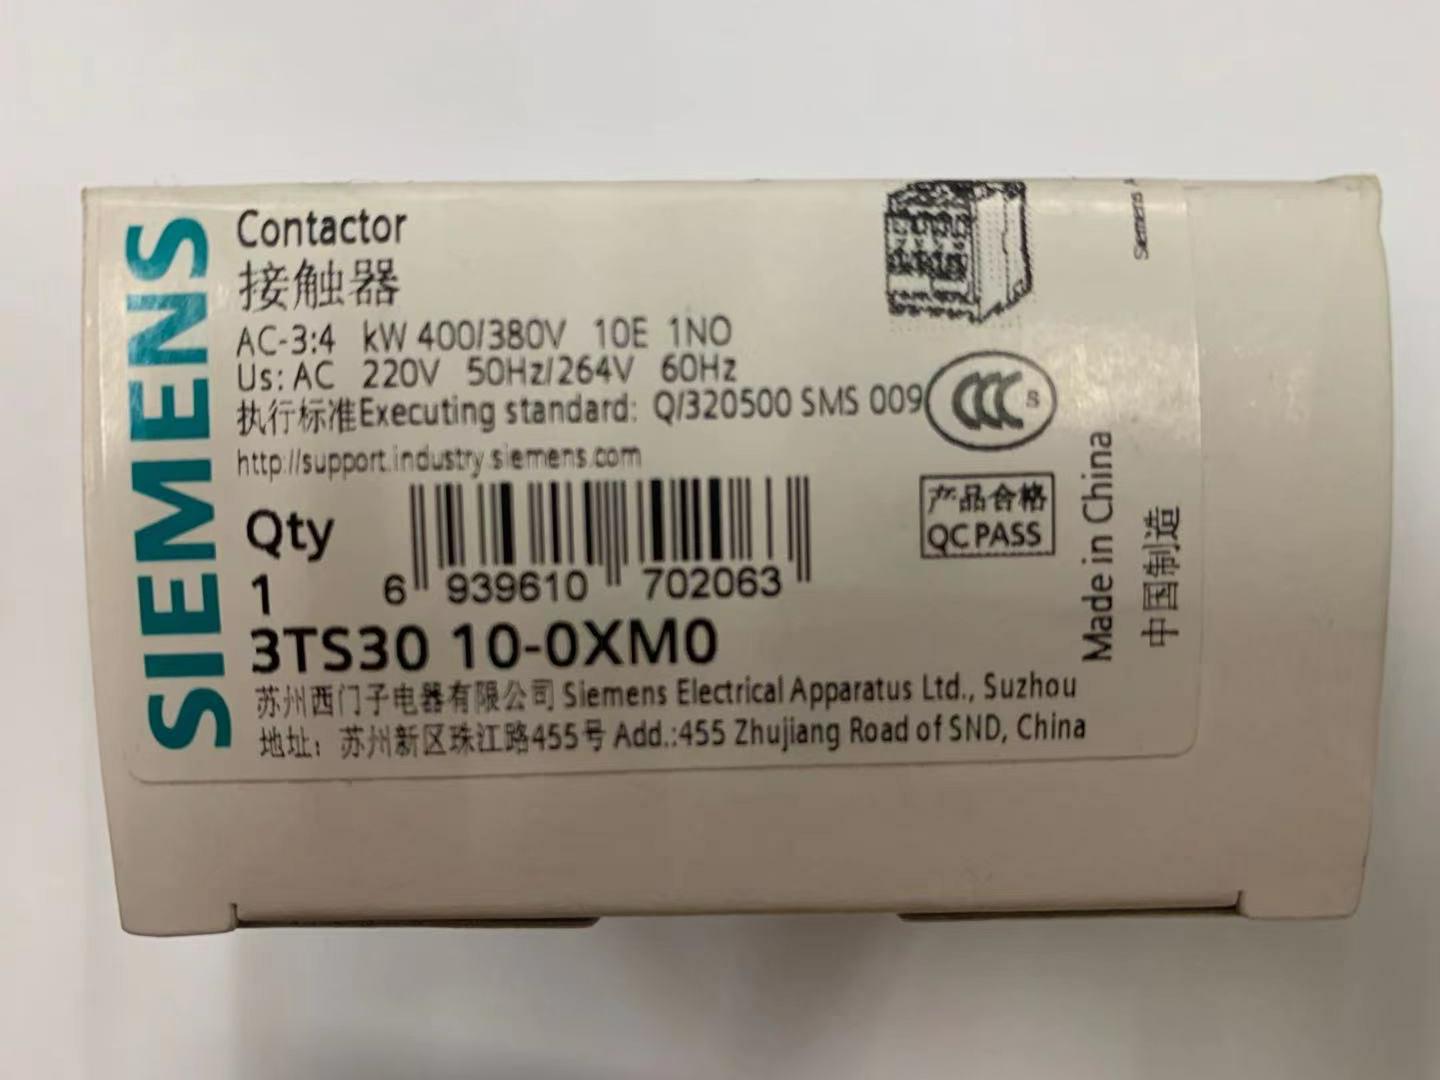 SIEMENS
Contactor
接触器
AC-3:4 kW 400/380V 10E 1NO
Us: AC 220V 50Hz/264V 60Hz
执行标准Executing standard: Q/320500 SMS 009
http://support.industry.siemens.com
CCC S
产品合格
QC PASS
Qty
1
6 939610 702063
3TS30 10-0XM0
苏州西门子电器有限公司 Siemens Electrical Apparatus Ltd., Suzhou
地址：苏州新区珠江路455号 Add.:455 Zhujiang Road of SND, China
Made in China
中国制造
Siemens A